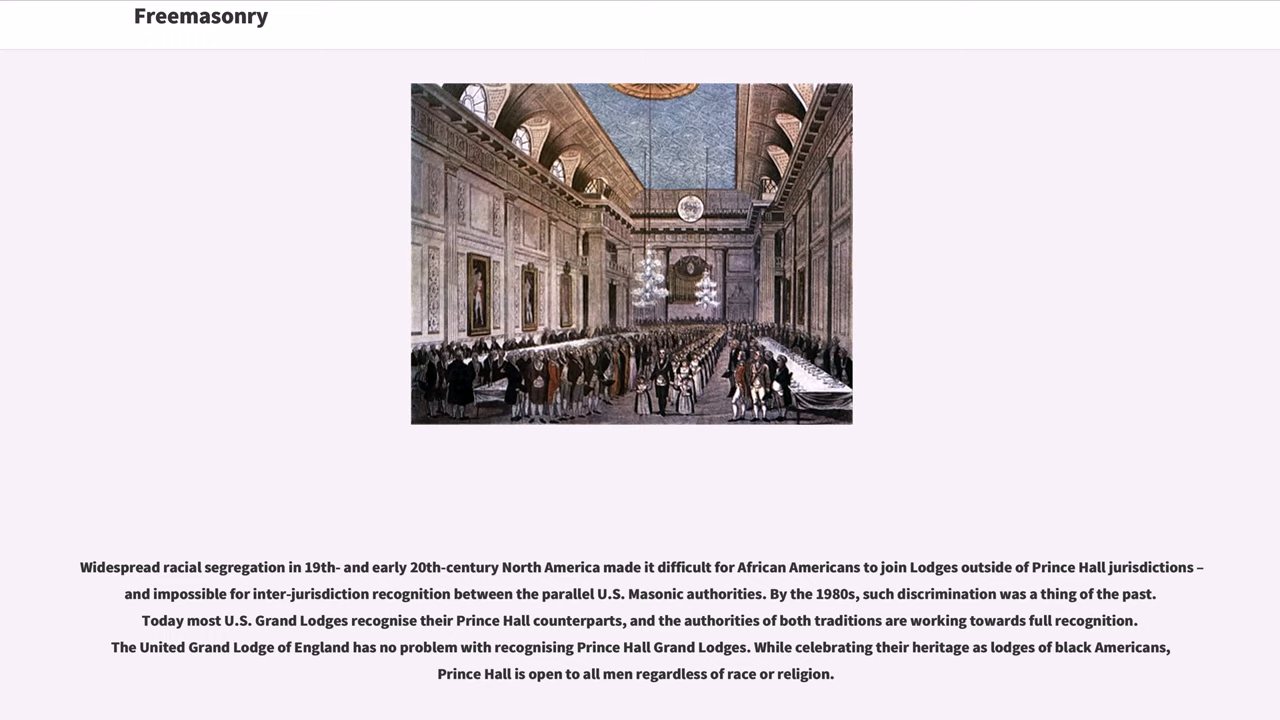 Freemasonry
Widespread racial segregation in 19th- and early 20th-century North America made it difficult for African Americans to join Lodges outside of Prince Hall jurisdictions –
and impossible for inter-jurisdiction recognition between the parallel U.S. Masonic authorities. By the 1980s, such discrimination was a thing of the past.
Today most U.S. Grand Lodges recognise their Prince Hall counterparts, and the authorities of both traditions are working towards full recognition.
The United Grand Lodge of England has no problem with recognising Prince Hall Grand Lodges. While celebrating their heritage as lodges of black Americans,
Prince Hall is open to all men regardless of race or religion.